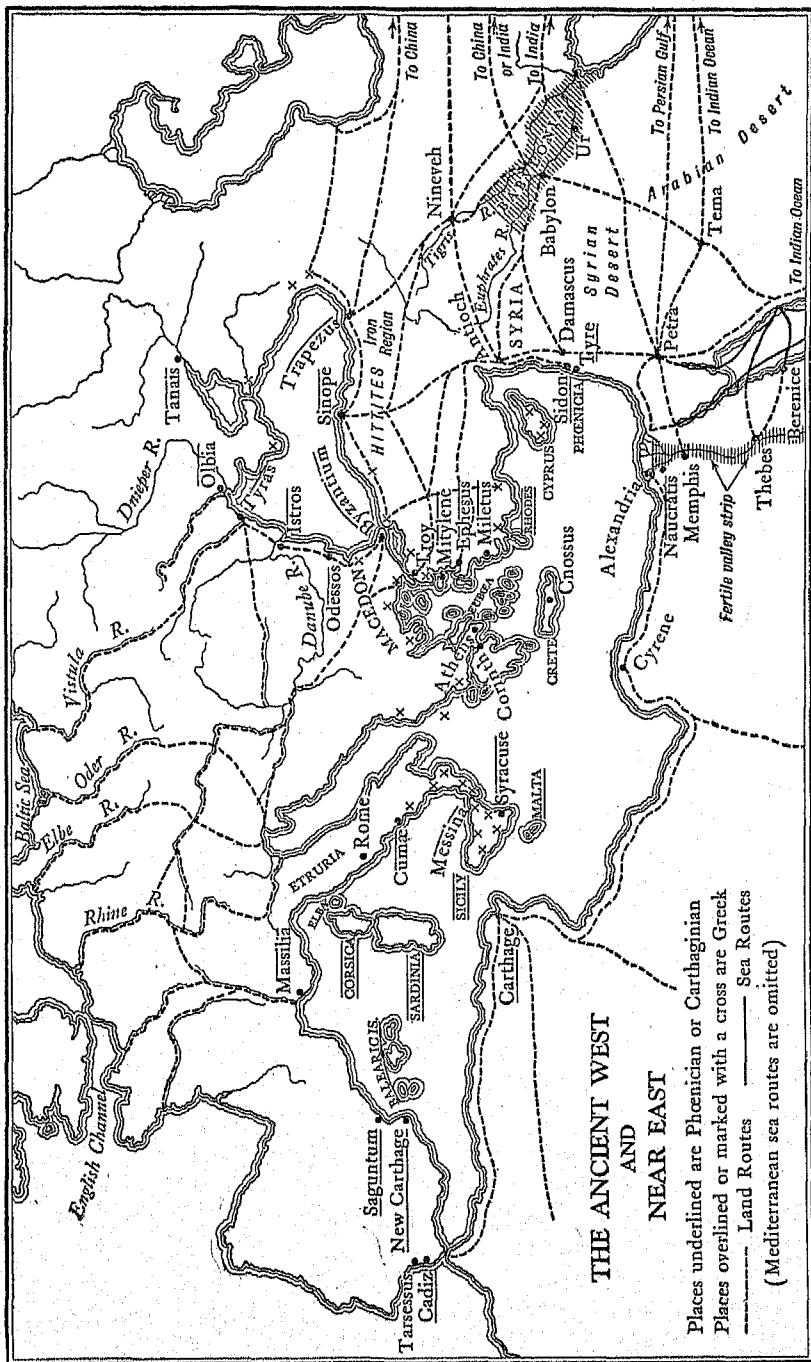 THE ANCIENT WEST
AND
NEAR EAST
Places underlined are Phœnician or Carthaginian
Places overlined or marked with a cross are Greek
Land Routes
Sea Routes
(Mediterranean sea routes are omitted)
English Channel
Baltic Sea
Rhine R.
Elbe R.
Oder R.
Vistula R.
Dnieper R.
Danube R.
Tanais
Olbia
Tyras
Istros
Odessos
Byzantium
Sinope
Trapezus
HITTITES
Iron
Region
To China
To China
or India
To India
To Persian Gulf
To Indian Ocean
To Indian Ocean
Massilia
ETRURIA
ELBA
Rome
Cumæ
CORSICA
SARDINIA
BALEARIC IS.
Saguntum
New Carthage
Tarsessus
Cadiz
Carthage
Messina
SICILY
Syracuse
MALTA
MACEDON
Troy
Mitylene
Ephesus
Miletus
Athens
Corinth
RHODES
CRETE
Cnossus
CYPRUS
Antioch
SYRIA
Sidon
Tyre
PHŒNICIA
Damascus
Syrian
Desert
Nineveh
Tigris R.
Euphrates R.
BABYLONIA
Babylon
Ur
Arabian Desert
Tema
Petra
Alexandria
Naucratis
Memphis
Thebes
Berenice
Fertile valley strip
Cyrene